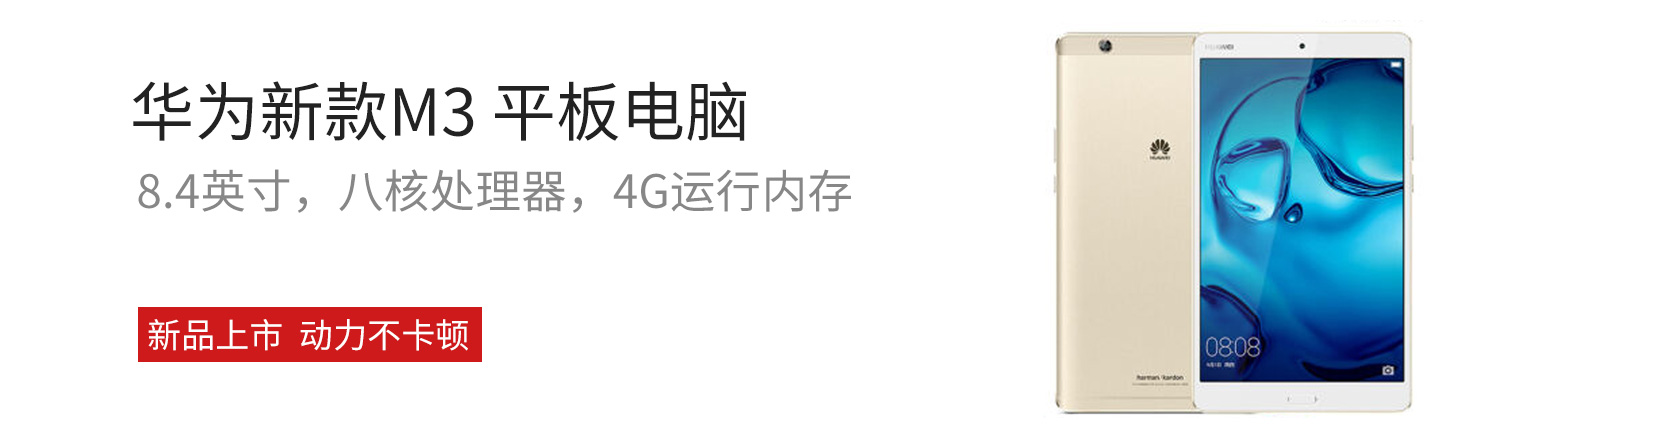 华为新款M3 平板电脑
8.4英寸，八核处理器，4G运行内存
新品上市 动力不卡顿
HUAWEI
HUAWEI
08:08
harman/kardon